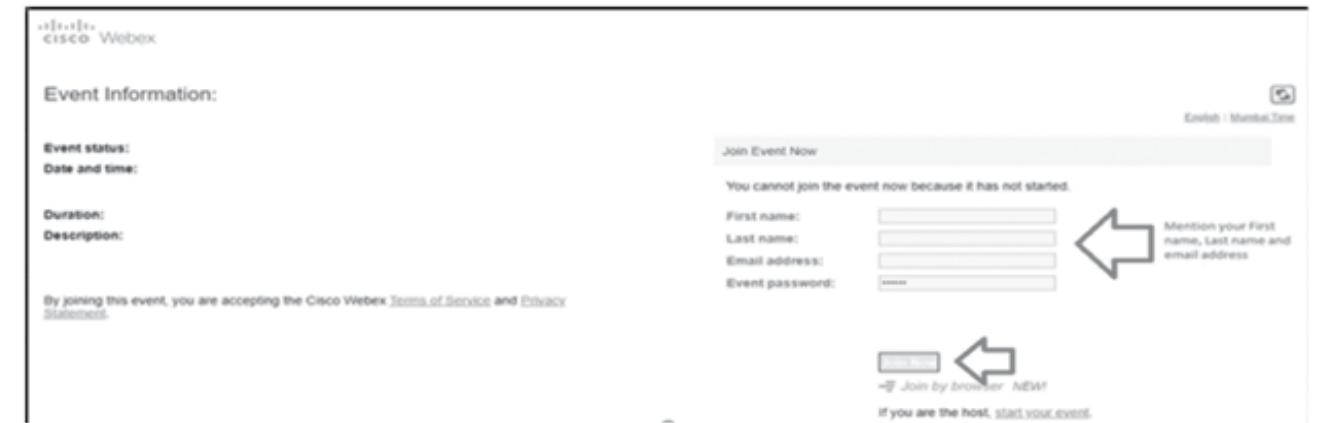 cisco Webex
Event Information:
English : Mumbai Time
Event status:
Date and time:
Duration:
Description:
By joining this event, you are accepting the Cisco Webex Terms of Service and Privacy
Statement.
Join Event Now
You cannot join the event now because it has not started.
First name:
Last name:
Email address:
Event password:
Mention your First
name, Last name and
email address
Join Now
Join by browser NEW!
If you are the host, start your event.